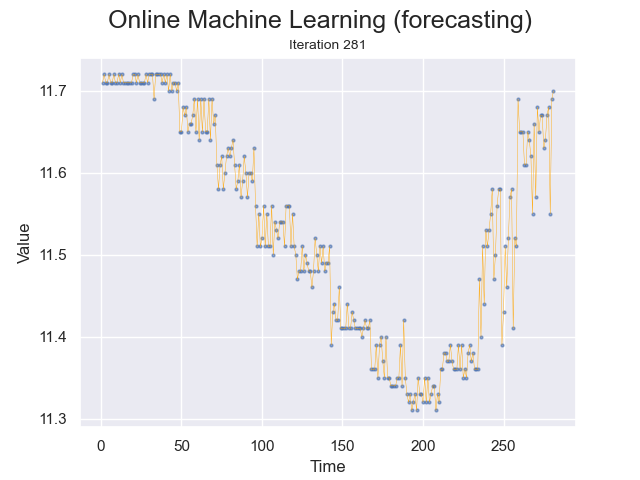 Online Machine Learning (forecasting)
Iteration 281
11.7
11.6
11.5
11.4
11.3
Value
0 50 100 150 200 250
Time